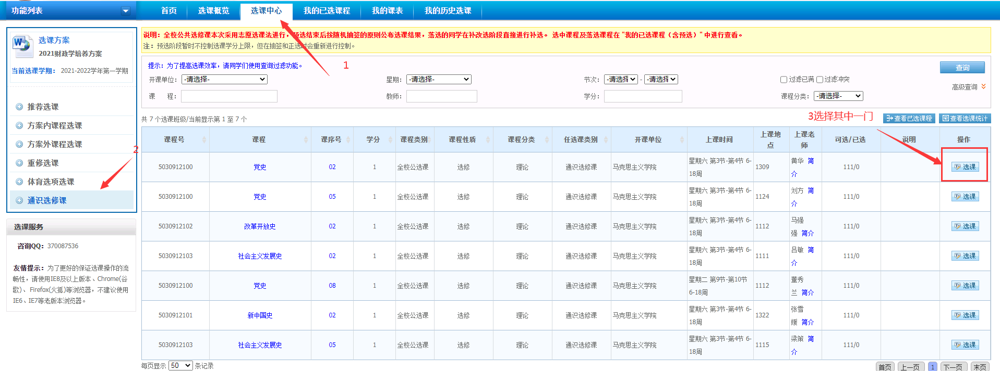 功能列表
首页 选课概览 选课中心 我的已选课程 我的课表 我的历史选课
选课方案
2021财政学培养方案
当前选课学期： 2021-2022学年第一学期
推荐选课
方案内课程选课
方案外课程选课
重修选课
体育选项选课
通识选修课
2
选课服务
咨询QQ：370087536
友情提示：为了更好的保证选课操作的流
畅性，请使用IE8及以上版本、Chrome(谷
歌)、Firefox(火狐)等浏览器，不建议使用
IE6、IE7等老版本浏览器。
说明：全校公共选修课本次采用志愿选课法进行，预选结束后按随机抽签的原则公布选课结果，落选的同学在补改选阶段直接进行补选。 选中课程及落选课程在 "我的已选课程（含预选）" 中进行查看。
注：预选阶段暂时不控制选课学分上限，但在抽签和正选时会重新进行控制。
1
提示：为了提高选课效率，请同学们使用查询过滤功能。
查询
开课单位： -请选择- 星期： -请选择- 节次： -请选择 - -请选择 过滤已满 过滤冲突
高级查询
课 程： 教师： 学分： 课程分类： -请选择-
共 7 个选课班级/当前显示第 1 至 7 个
3选择其中一门
查看已选课程 查看选课统计
课程号 课程 课序号 学分 课程类别 课程性质 课程分类 任选课类别 开课单位 上课时间 上课地点 上课老师 可选/已选 说明 操作
5030912100 党史 02 1 全校公选课 选修 理论 通识选修课 马克思主义学院 星期六 第3节-第4节 6-18周 1309 黄华 简介 111/0 选课
5030912100 党史 05 1 全校公选课 选修 理论 通识选修课 马克思主义学院 星期六 第3节-第4节 6-18周 1124 刘方 简介 111/0 选课
5030912102 改革开放史 02 1 全校公选课 选修 理论 通识选修课 马克思主义学院 星期六 第3节-第4节 6-18周 1112 马强强 简介 111/0 选课
5030912103 社会主义发展史 02 1 全校公选课 选修 理论 通识选修课 马克思主义学院 星期六 第3节-第4节 6-18周 1111 吕敏 简介 111/0 选课
5030912100 党史 08 1 全校公选课 选修 理论 通识选修课 马克思主义学院 星期二 第9节-第10节 6-18周 1112 董秀兰 简介 111/0 选课
5030912101 新中国史 02 1 全校公选课 选修 理论 通识选修课 马克思主义学院 星期六 第3节-第4节 6-18周 1322 张雪媛 简介 111/0 选课
5030912103 社会主义发展史 05 1 全校公选课 选修 理论 通识选修课 马克思主义学院 星期六 第3节-第4节 6-18周 1115 梁策 简介 111/0 选课
每页显示 50 条记录
首页 上一页 1 下一页 末页